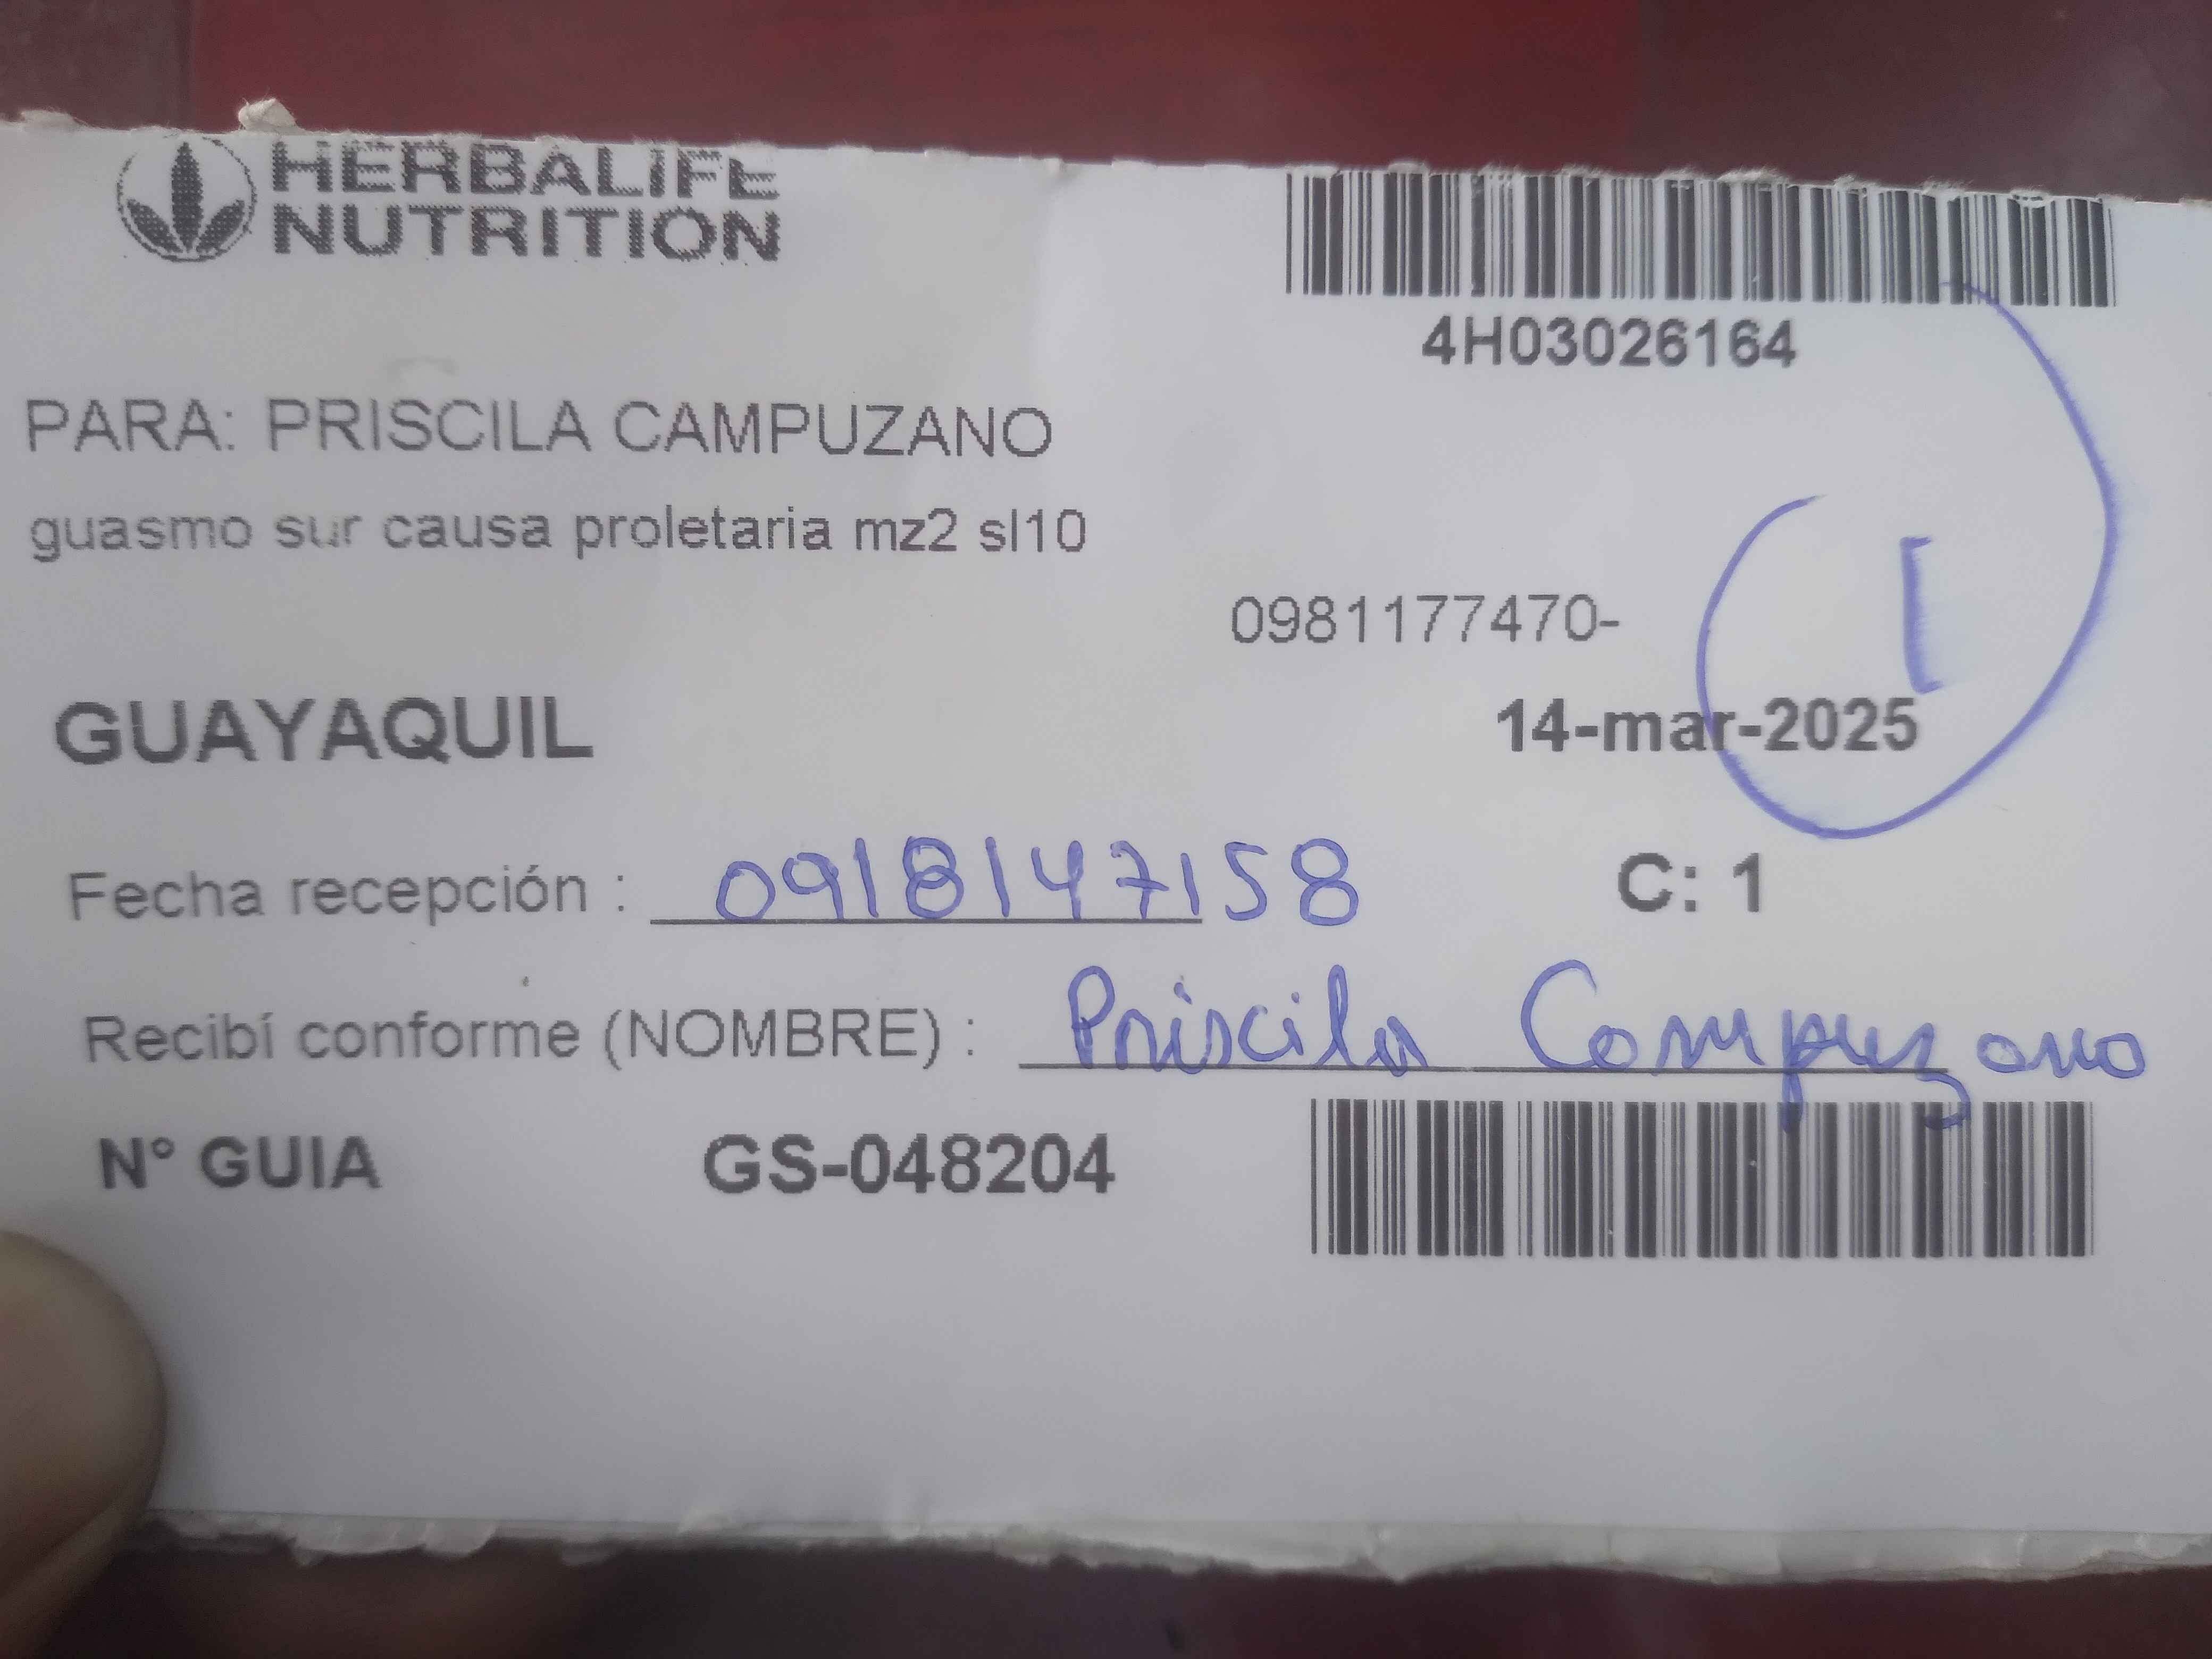 HERBALIFE
NUTRITION
4H03026164
PARA: PRISCILA CAMPUZANO
guasmo sur causa proletaria mz2 sl10
0981177470-
1
GUAYAQUIL
14-mar-2025
Fecha recepción : 0918147158
C: 1
Recibí conforme (NOMBRE) : Priscila Campuzano
N° GUIA GS-048204